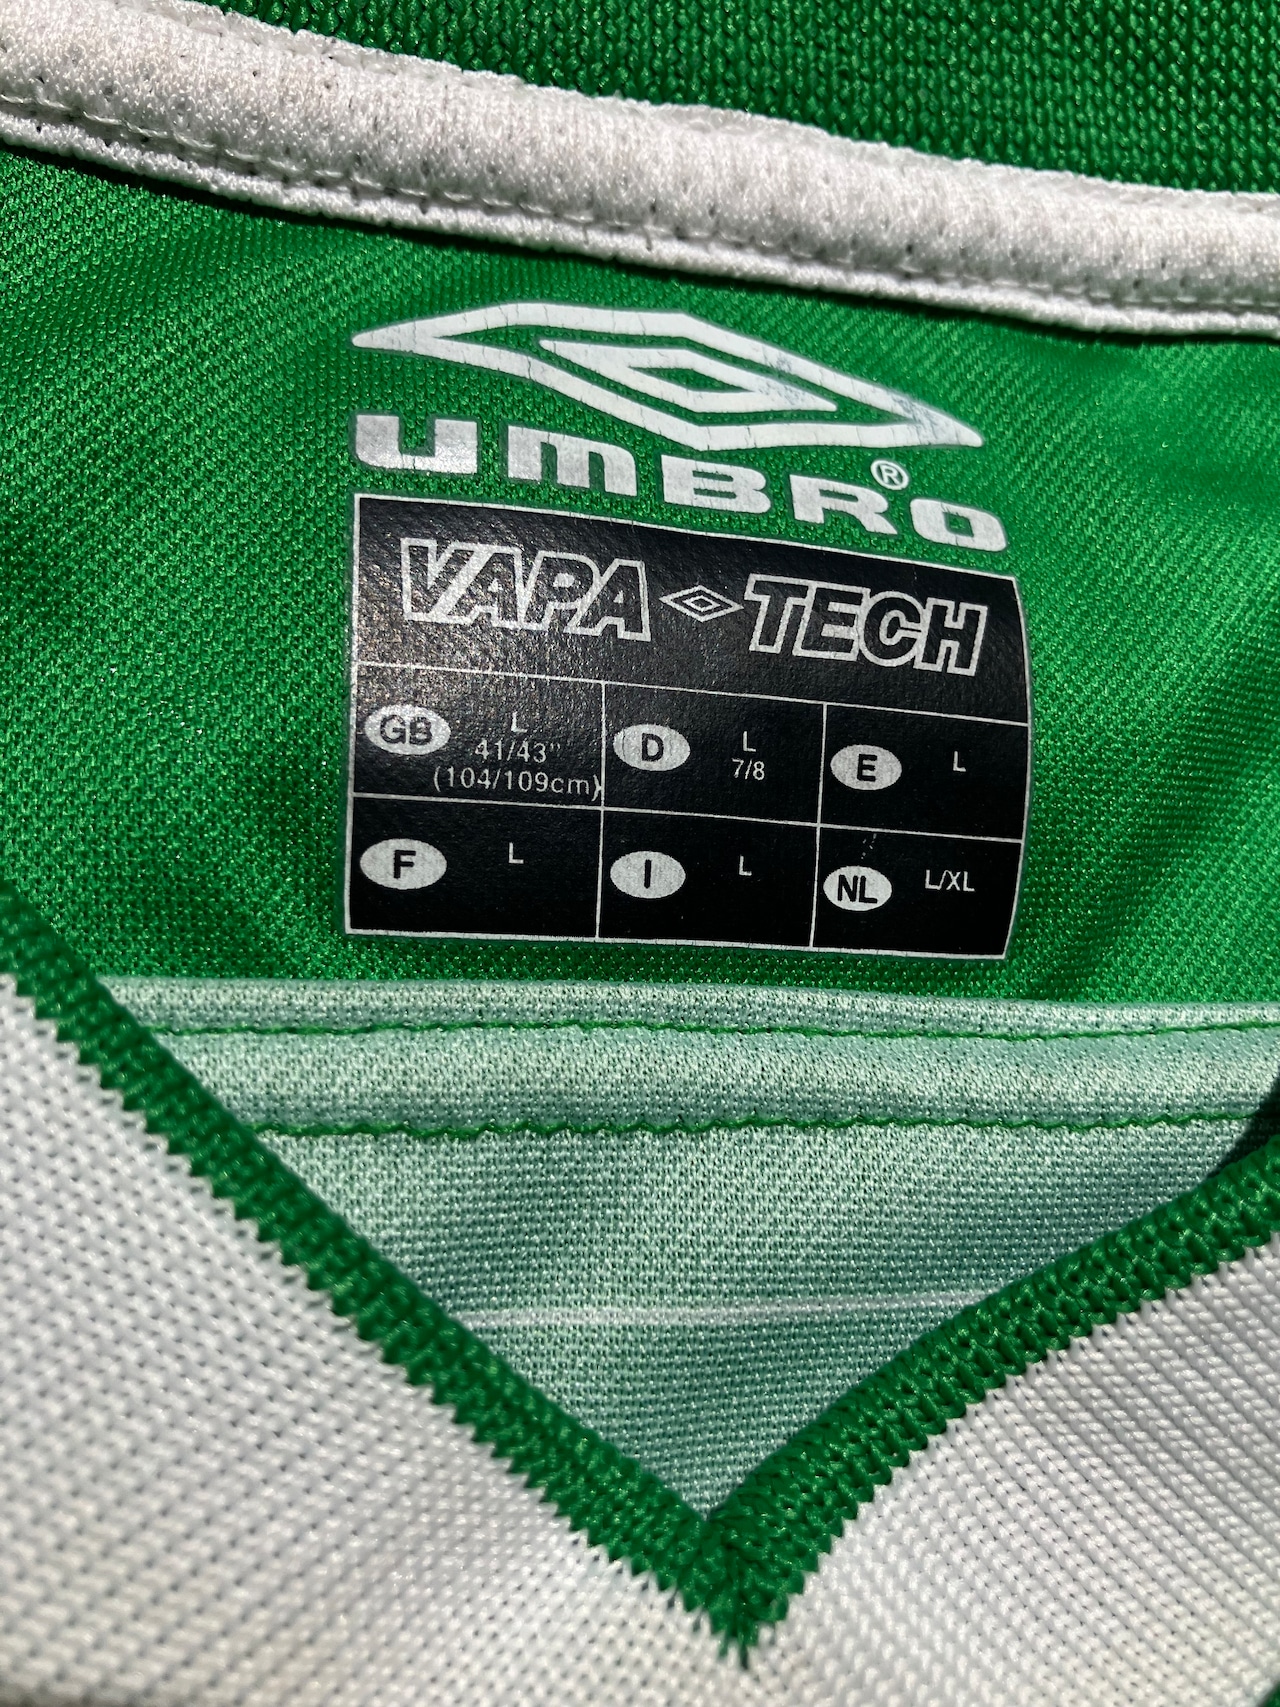 UMBRO®
VAPA TECH
GB L
41/43"
(104/109cm)
D L
7/8
E L
F L
I L
NL L/XL